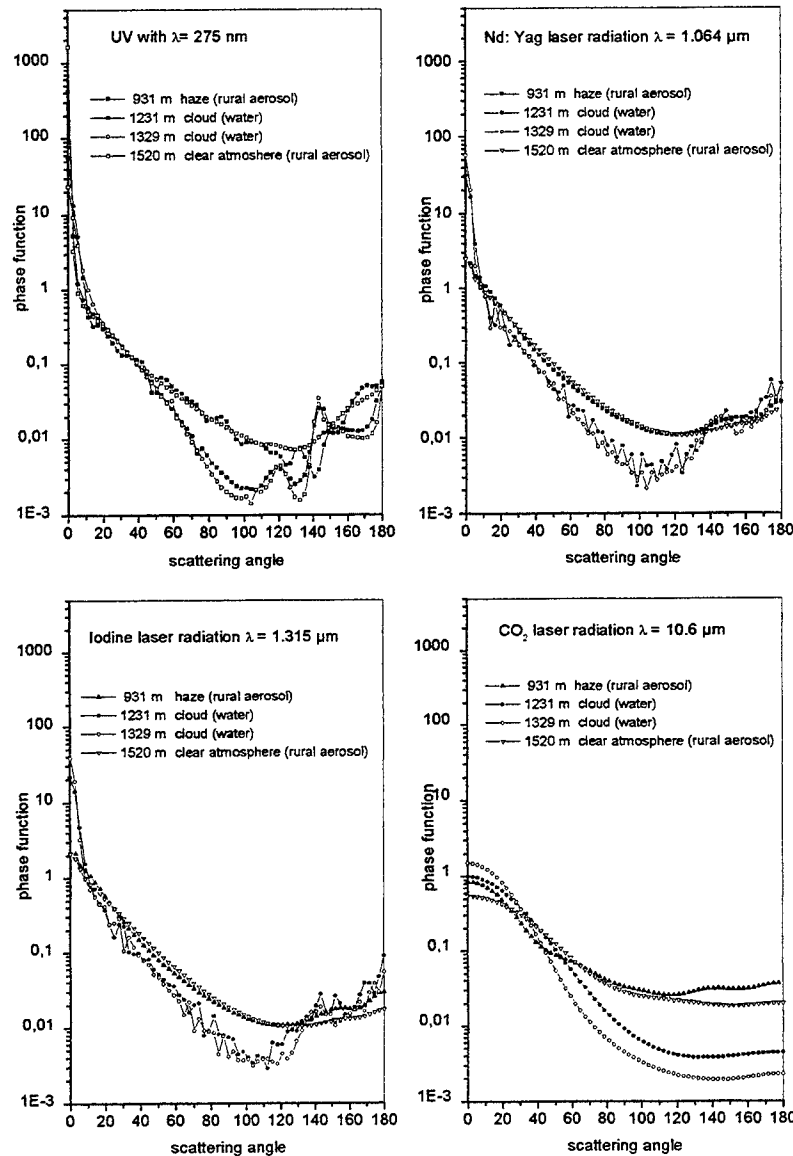 UV with λ= 275 nm
931 m haze (rural aerosol)
1231 m cloud (water)
1329 m cloud (water)
1520 m clear atmoshere (rural aerosol)
phase function
1000
100
10
1
0,1
0,01
1E-3
0 20 40 60 80 100 120 140 160 180
scattering angle
Nd: Yag laser radiation λ = 1.064 µm
931 m haze (rural aerosol)
1231 m cloud (water)
1329 m cloud (water)
1520 m clear atmosphere (rural aerosol)
phase function
1000
100
10
1
0,1
0,01
1E-3
0 20 40 60 80 100 120 140 160 180
scattering angle
Iodine laser radiation λ = 1.315 µm
931 m haze (rural aerosol)
1231 m cloud (water)
1329 m cloud (water)
1520 m clear atmosphere (rural aerosol)
phase function
1000
100
10
1
0,1
0,01
1E-3
0 20 40 60 80 100 120 140 160 180
scattering angle
CO₂ laser radiation λ = 10.6 µm
931 m haze (rural aerosol)
1231 m cloud (water)
1329 m cloud (water)
1520 m clear atmosphere (rural aerosol)
phase function
1000
100
10
1
0,1
0,01
1E-3
0 20 40 60 80 100 120 140 160 180
scattering angle